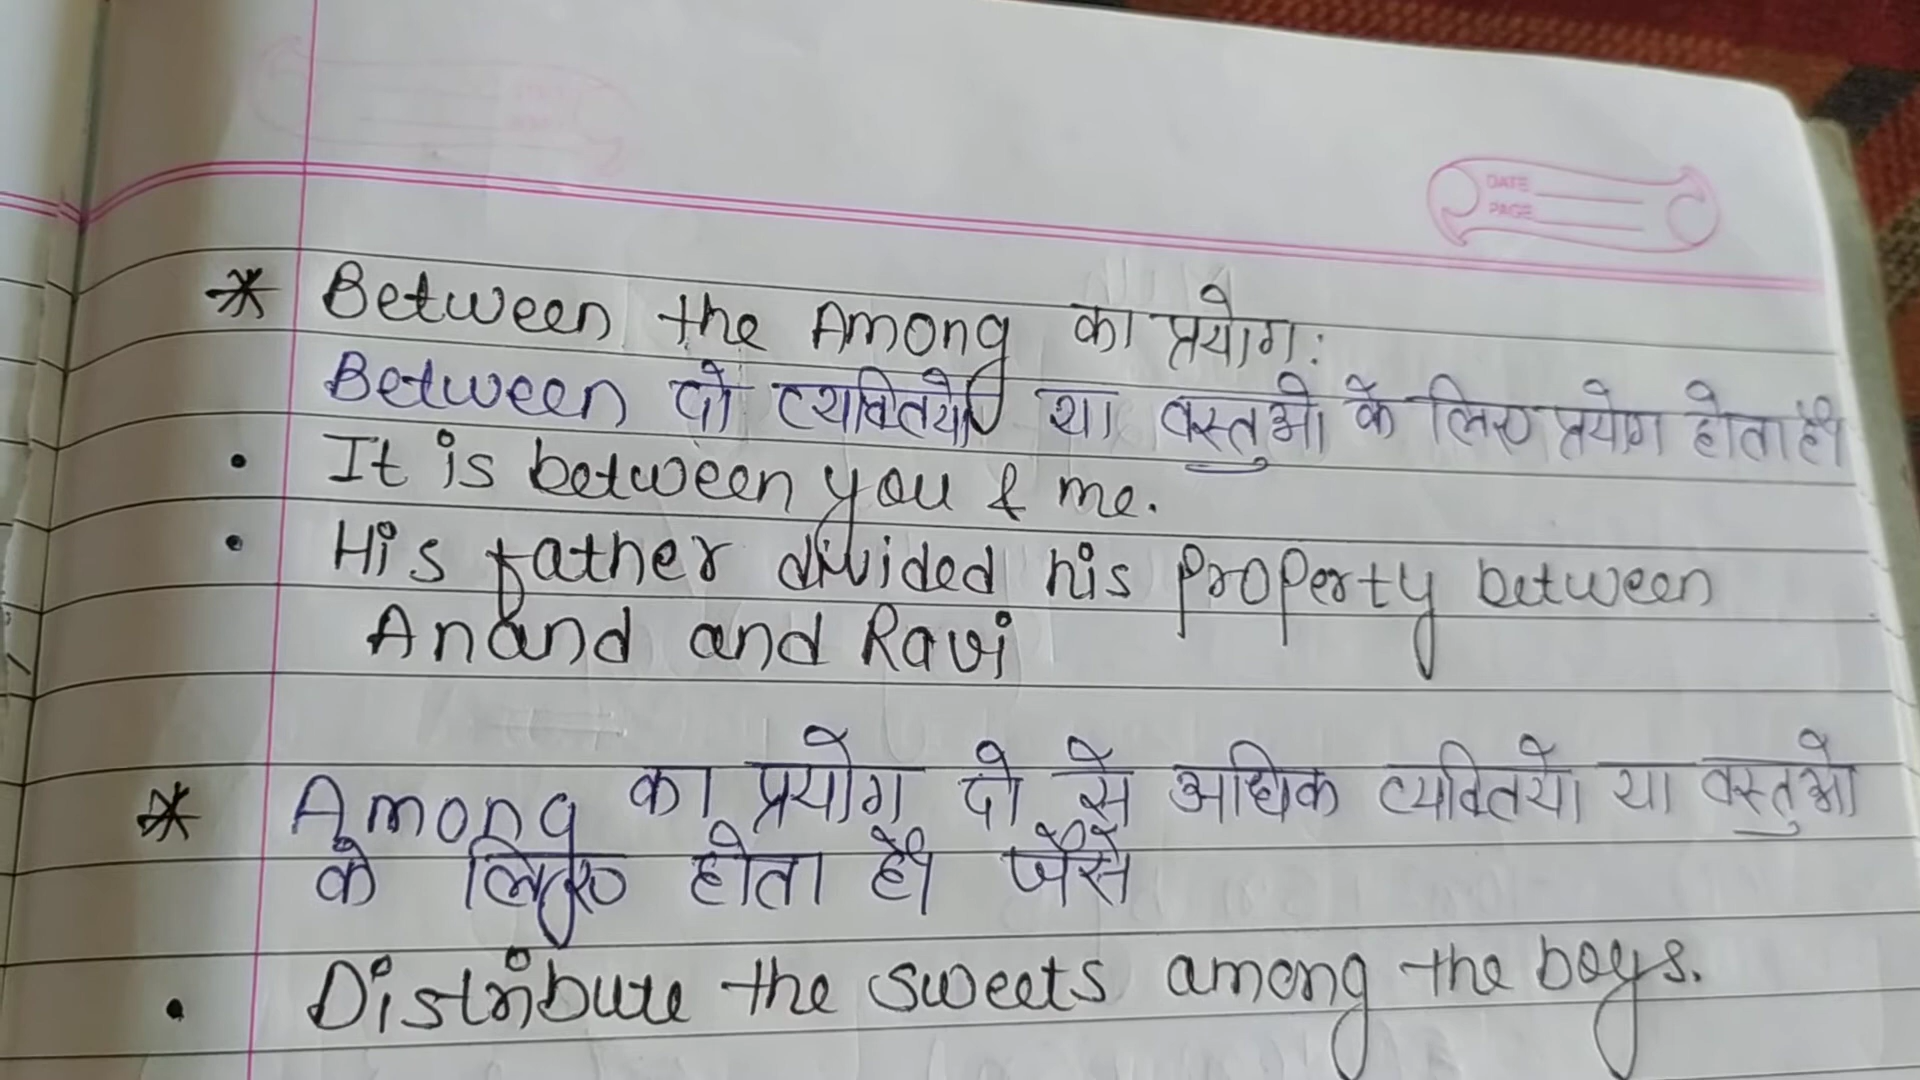 DATE
PAGE
* Between the Among का प्रयोग:
Between दो व्यक्तियों या वस्तुओ के लिए प्रयोग होता है।
• It is between you & me.
• His father divided his property between
Anand and Ravi
* Among का प्रयोग दो से अधिक व्यक्तियो या वस्तुओ
के लिए होता है। जैसे
• Distribute the sweets among the boys.